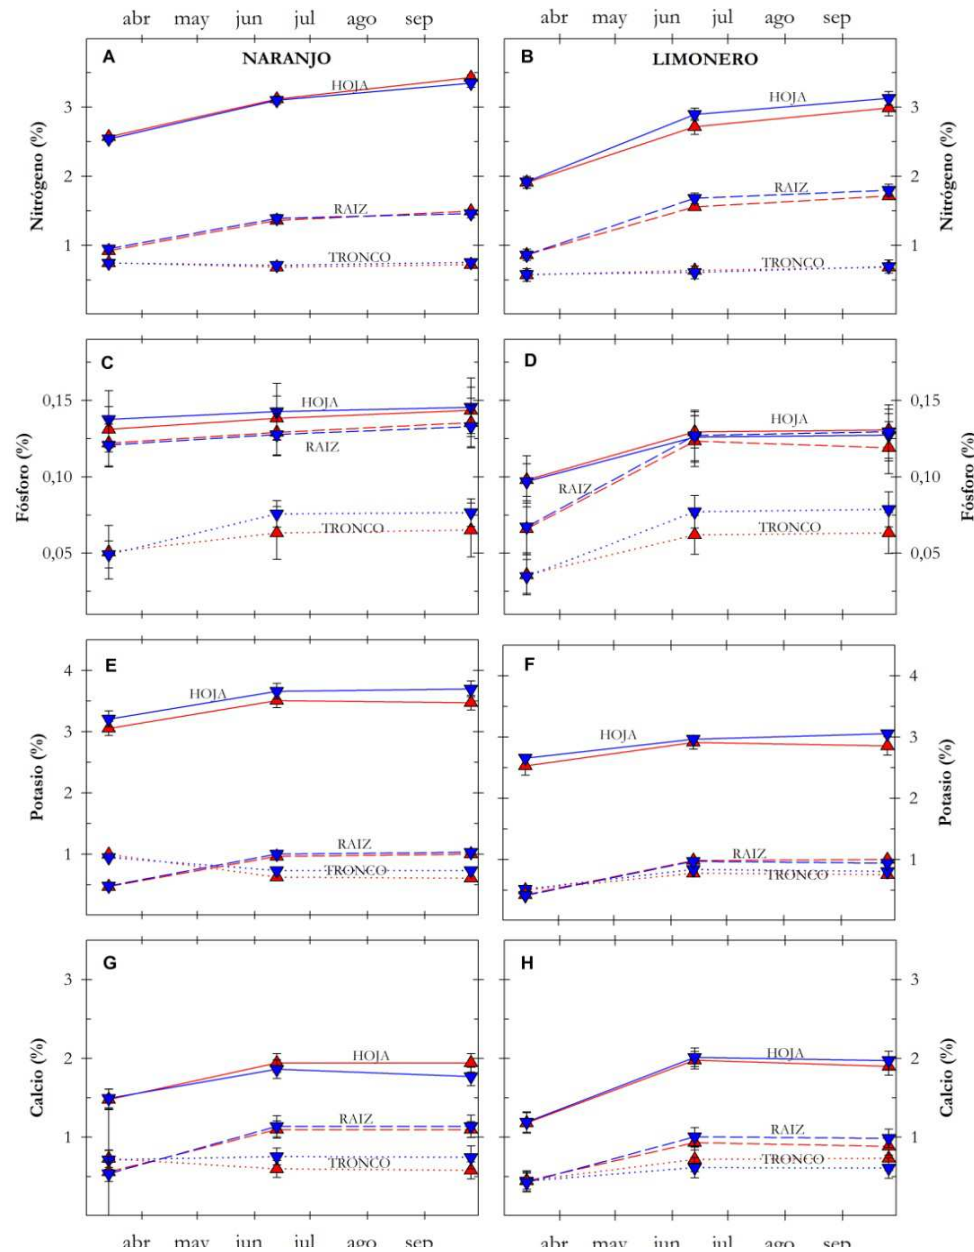 abr may jun jul ago sep abr may jun jul ago sep
A NARANJO B LIMONERO
HOJA HOJA
3 3
Nitrógeno (%) Nitrógeno (%)
2 2
RAIZ RAIZ
1 1
TRONCO TRONCO
C D
0,15 HOJA HOJA 0,15
RAIZ
Fósforo (%) Fósforo (%)
0,10 RAIZ 0,10
TRONCO TRONCO
0,05 0,05
E F
4 4
HOJA HOJA
3 3
Potasio (%) Potasio (%)
2 2
RAIZ RAIZ
1 1
TRONCO TRONCO
G H
3 3
HOJA HOJA
2 2
Calcio (%) Calcio (%)
RAIZ RAIZ
1 1
TRONCO TRONCO
abr may jun jul ago sep abr may jun jul ago sep